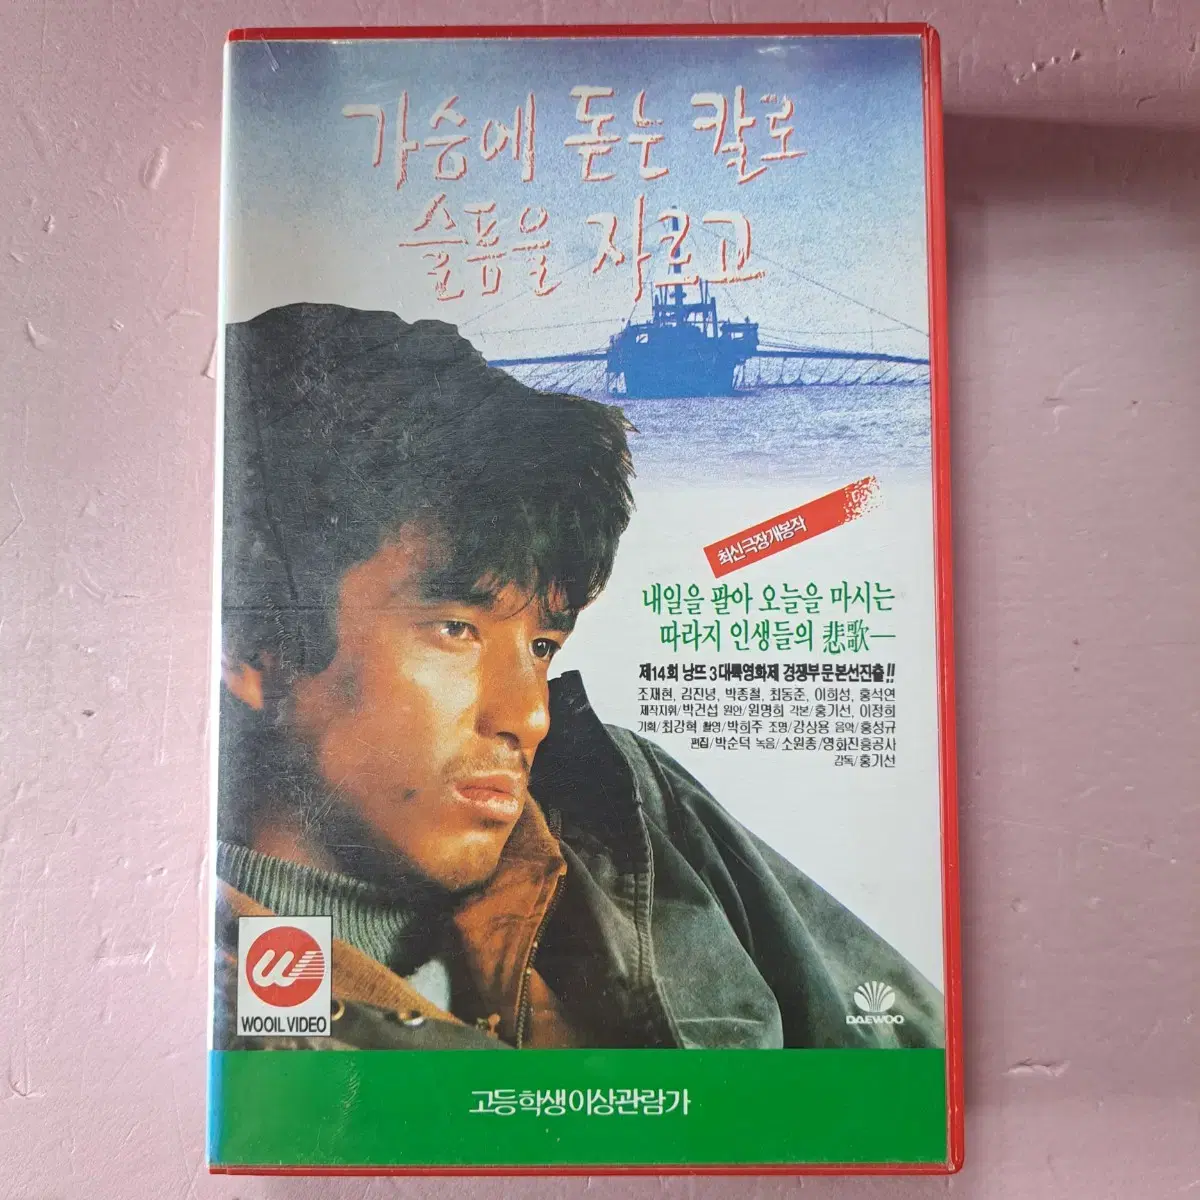 가슴에 돋는 칼로
슬픔을 자르고
최신극장개봉작
내일을 팔아 오늘을 마시는
따라지 인생들의 悲歌—
제14회 낭뜨 3대륙영화제 경쟁부문 본선진출!!
조재현, 김진녕, 박종철, 최동준, 이희성, 홍석연
제작지휘/박건섭 원안/원명희 각본/홍기선, 이정희
기획/최강혁 촬영/박희주 조명/강상용 음악/홍성규
편집/박순덕 녹음/소원종/영화진흥공사
감독/홍기선
WOOIL VIDEO
DAEWOO
고등학생이상관람가